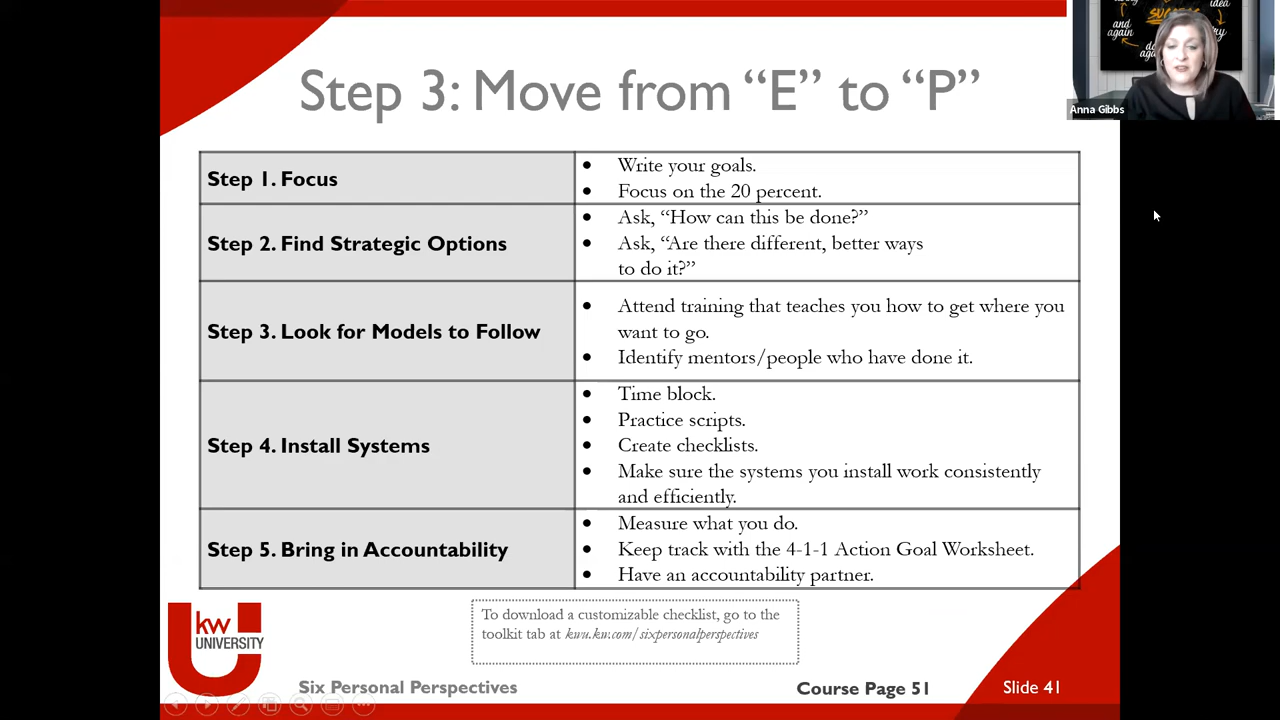 idea
and
again
SUCCESS
Anna Gibbs
Step 3: Move from “E” to “P”
Step 1. Focus
• Write your goals.
• Focus on the 20 percent.
Step 2. Find Strategic Options
• Ask, “How can this be done?”
• Ask, “Are there different, better ways
to do it?”
Step 3. Look for Models to Follow
• Attend training that teaches you how to get where you
want to go.
• Identify mentors/people who have done it.
Step 4. Install Systems
• Time block.
• Practice scripts.
• Create checklists.
• Make sure the systems you install work consistently
and efficiently.
Step 5. Bring in Accountability
• Measure what you do.
• Keep track with the 4-1-1 Action Goal Worksheet.
• Have an accountability partner.
To download a customizable checklist, go to the
toolkit tab at kwu.kw.com/sixpersonalperspectives
kw
UNIVERSITY
Six Personal Perspectives
Course Page 51
Slide 41